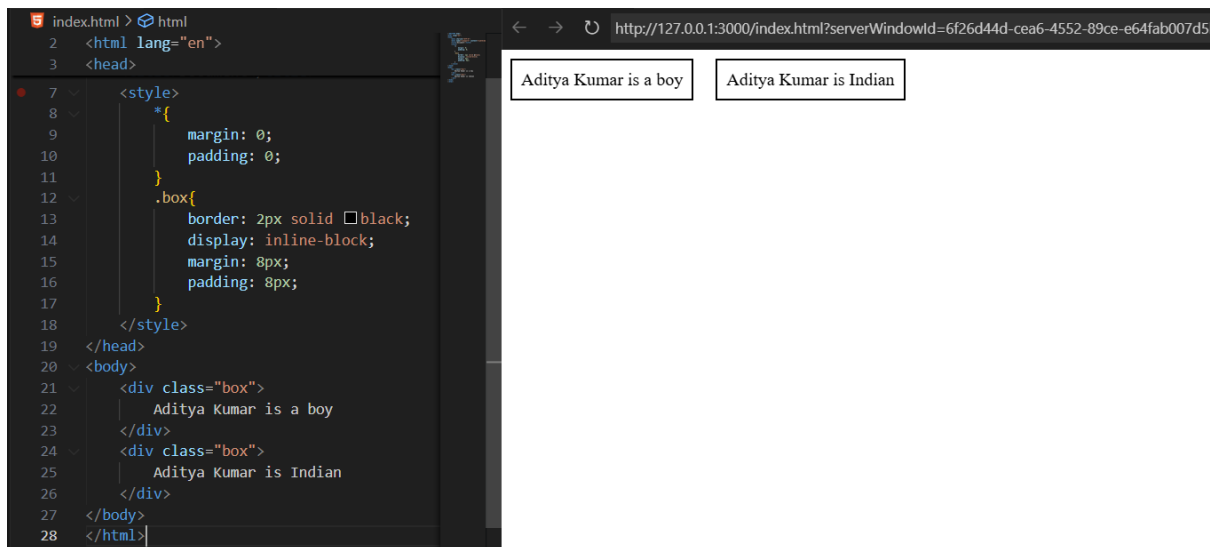 index.html > html
2 <html lang="en">
3 <head>
7 <style>
8 *{
9 margin: 0;
10 padding: 0;
11 }
12 .box{
13 border: 2px solid black;
14 display: inline-block;
15 margin: 8px;
16 padding: 8px;
17 }
18 </style>
19 </head>
20 <body>
21 <div class="box">
22 Aditya Kumar is a boy
23 </div>
24 <div class="box">
25 Aditya Kumar is Indian
26 </div>
27 </body>
28 </html>
http://127.0.0.1:3000/index.html?serverWindowId=6f26d44d-cea6-4552-89ce-e64fab007d5
Aditya Kumar is a boy
Aditya Kumar is Indian